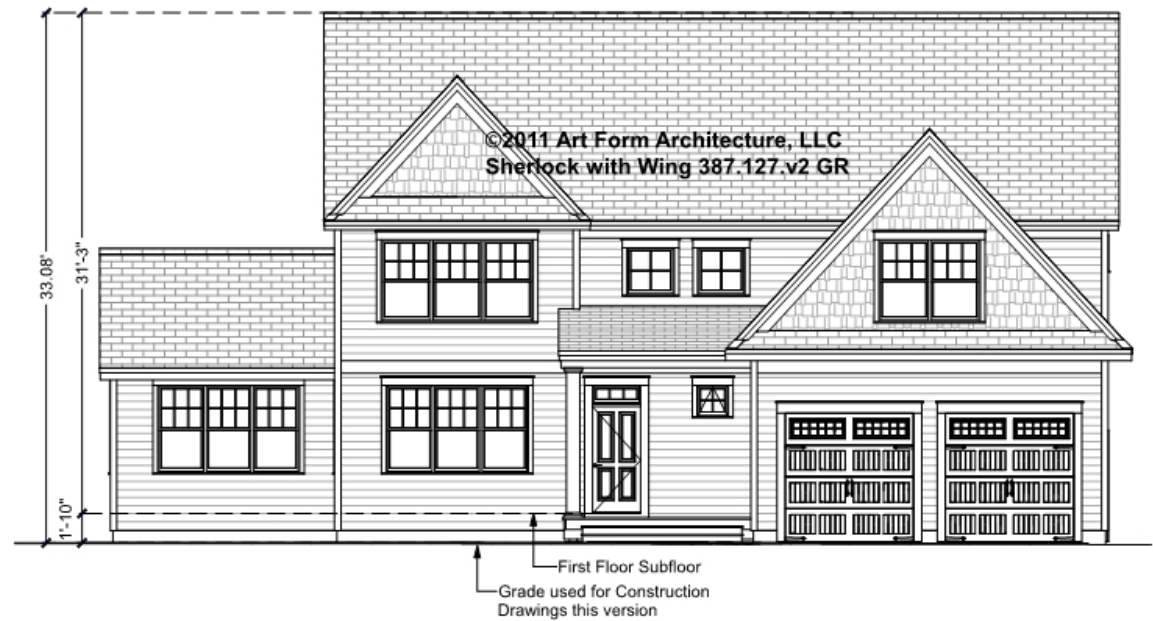 ©2011 Art Form Architecture, LLC
Sherlock with Wing 387.127.v2 GR
33.08'
31'-3"
1'-10"
First Floor Subfloor
Grade used for Construction
Drawings this version